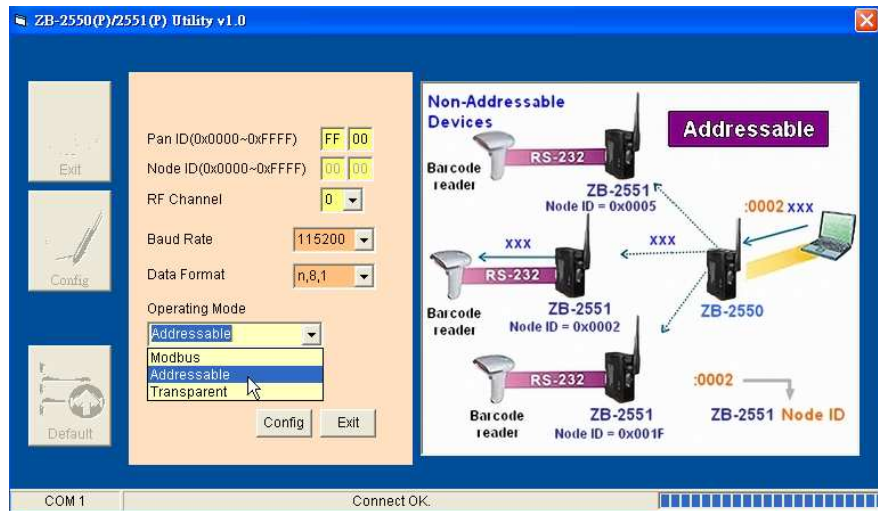 ZB-2550(P)/2551(P) Utility v1.0
Exit
Config
Default
Pan ID(0x0000~0xFFFF) FF 00
Node ID(0x0000~0xFFFF) 00 00
RF Channel 0
Baud Rate 115200
Data Format n,8,1
Operating Mode
Addressable
Modbus
Addressable
Transparent
Config Exit
Non-Addressable
Devices
Addressable
Barcode
reader
RS-232
ZB-2551
Node ID = 0x0005
:0002 xxx
xxx
xxx
RS-232
Barcode
reader
ZB-2551
Node ID = 0x0002
ZB-2550
RS-232
:0002
Barcode
reader
ZB-2551
Node ID = 0x001F
ZB-2551 Node ID
COM 1
Connect OK.